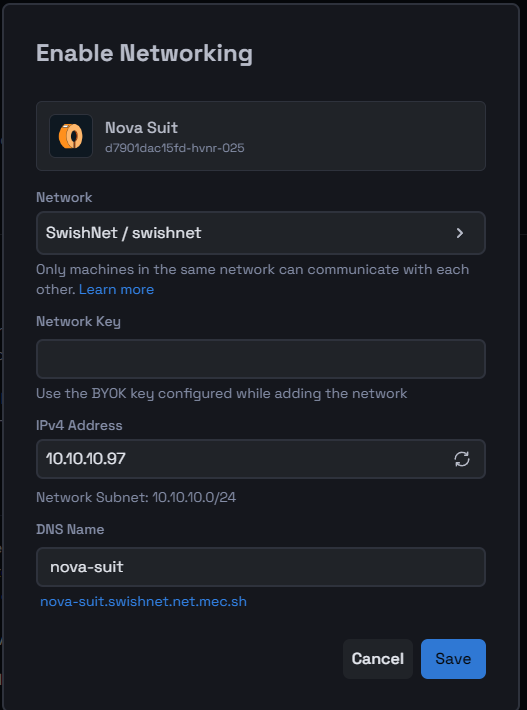 Enable Networking
Nova Suit
d7901dac15fd-hvnr-025
Network
SwishNet / swishnet
Only machines in the same network can communicate with each
other. Learn more
Network Key
Use the BYOK key configured while adding the network
IPv4 Address
10.10.10.97
Network Subnet: 10.10.10.0/24
DNS Name
nova-suit
nova-suit.swishnet.net.mec.sh
Cancel Save